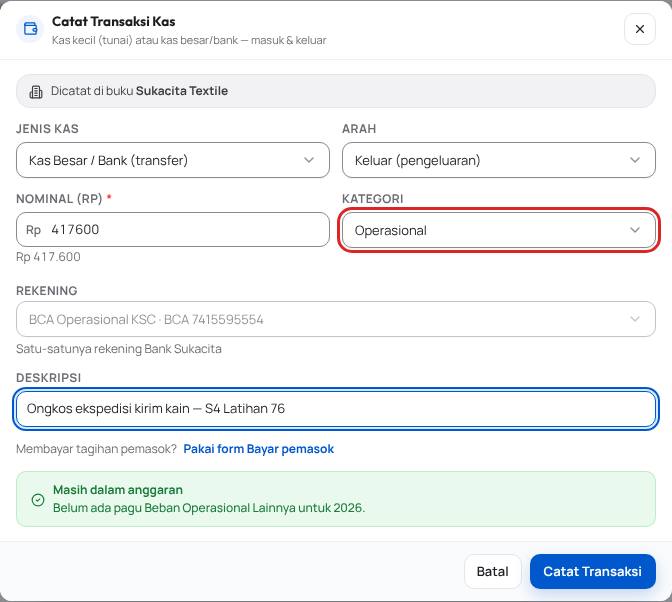 Catat Transaksi Kas
Kas kecil (tunai) atau kas besar/bank — masuk & keluar
Dicatat di buku Sukacita Textile
JENIS KAS
Kas Besar / Bank (transfer)
ARAH
Keluar (pengeluaran)
NOMINAL (RP) *
Rp 417600
Rp 417.600
KATEGORI
Operasional
REKENING
BCA Operasional KSC · BCA 7415595554
Satu-satunya rekening Bank Sukacita
DESKRIPSI
Ongkos ekspedisi kirim kain — S4 Latihan 76
Membayar tagihan pemasok? Pakai form Bayar pemasok
Masih dalam anggaran
Belum ada pagu Beban Operasional Lainnya untuk 2026.
Batal
Catat Transaksi